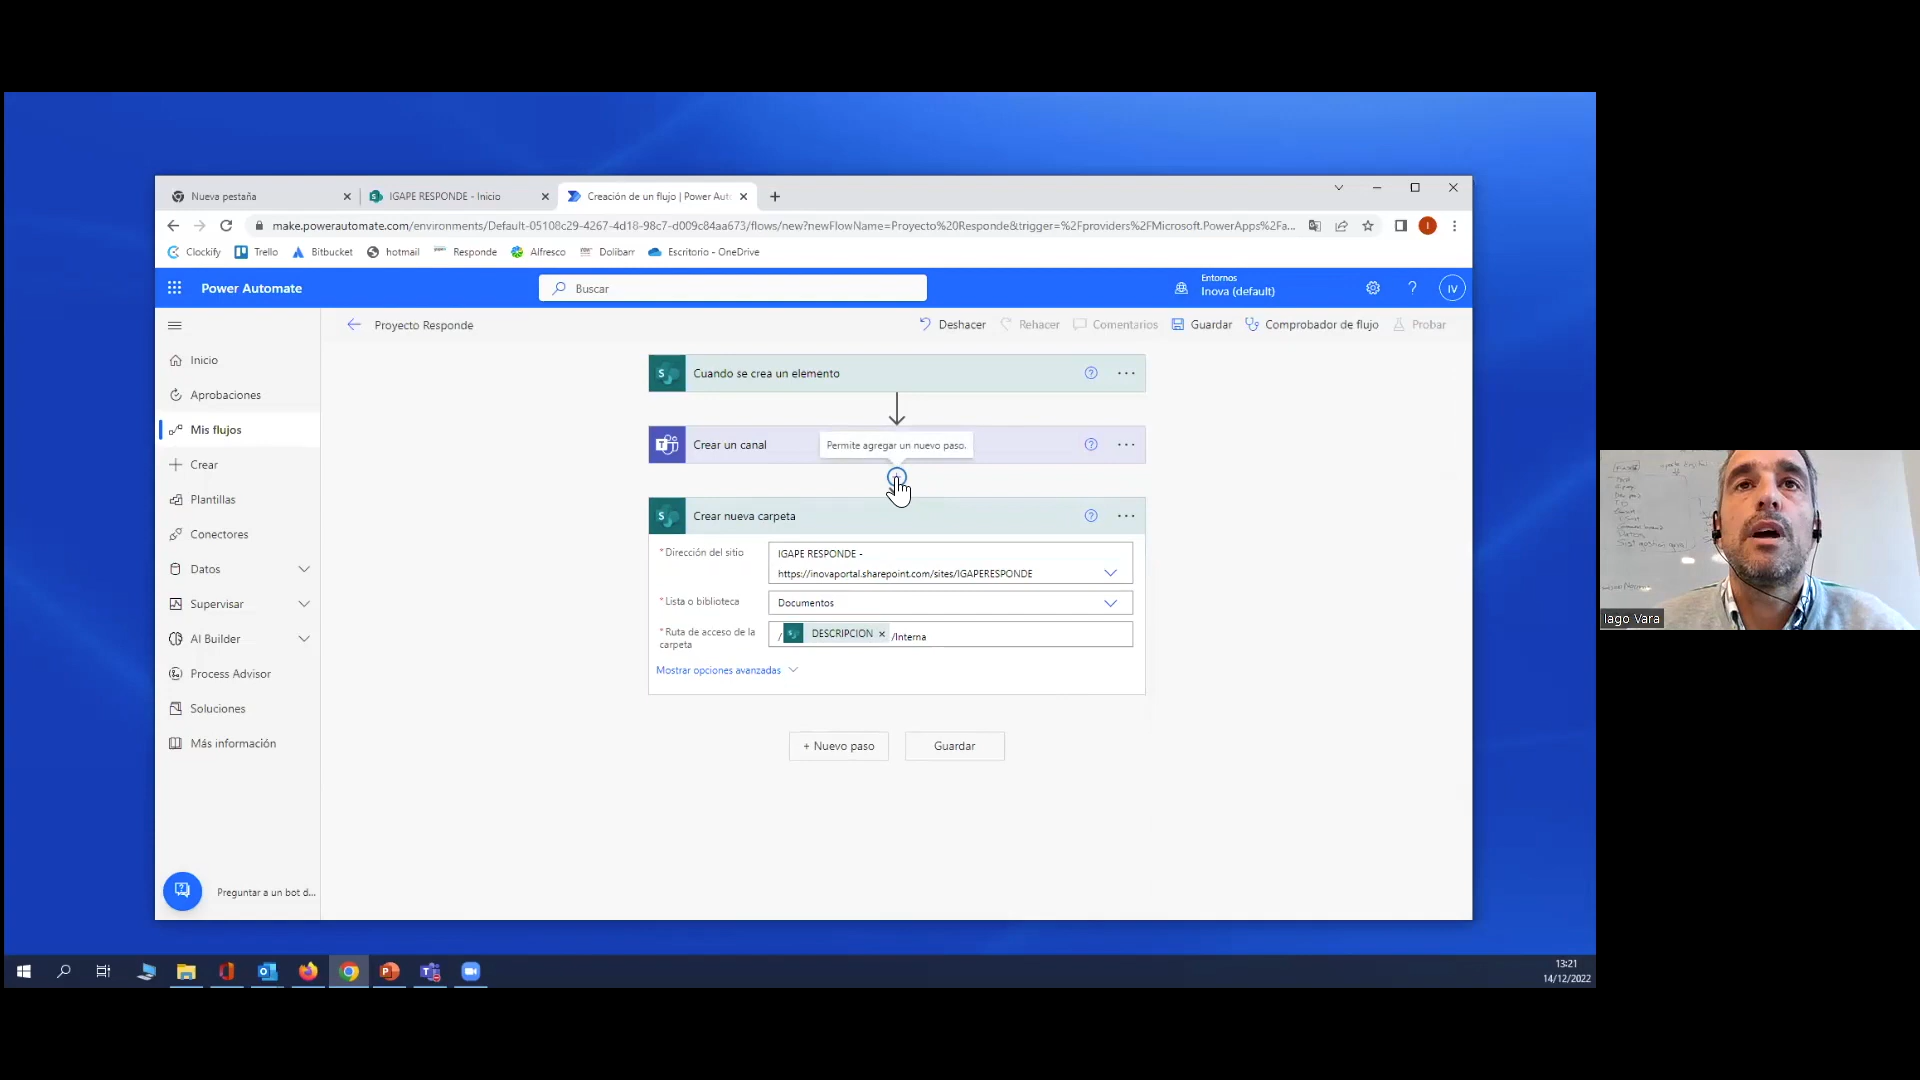 Nueva pestaña
IGAPE RESPONDE - Inicio
Creación de un flujo | Power Aut
make.powerautomate.com/environments/Default-05108c29-4267-4d18-98c7-d009c84aa673/flows/new?newFlowName=Proyecto%20Responde&trigger=%2Fproviders%2FMicrosoft.PowerApps%2Fa...
Clockify
Trello
Bitbucket
hotmail
Responde
Alfresco
Dolibarr
Escritorio - OneDrive
Power Automate
Buscar
Entornos
Inova (default)
?
IV
Proyecto Responde
Deshacer
Rehacer
Comentarios
Guardar
Comprobador de flujo
Probar
Inicio
Aprobaciones
Mis flujos
Crear
Plantillas
Conectores
Datos
Supervisar
AI Builder
Process Advisor
Soluciones
Más información
Preguntar a un bot d...
Cuando se crea un elemento
Crear un canal
Permite agregar un nuevo paso.
Crear nueva carpeta
* Dirección del sitio
IGAPE RESPONDE -
https://inovaportal.sharepoint.com/sites/IGAPERESPONDE
* Lista o biblioteca
Documentos
* Ruta de acceso de la
carpeta
/ DESCRIPCION × /Interna
Mostrar opciones avanzadas
+ Nuevo paso
Guardar
13:21
14/12/2022
Iago Vara